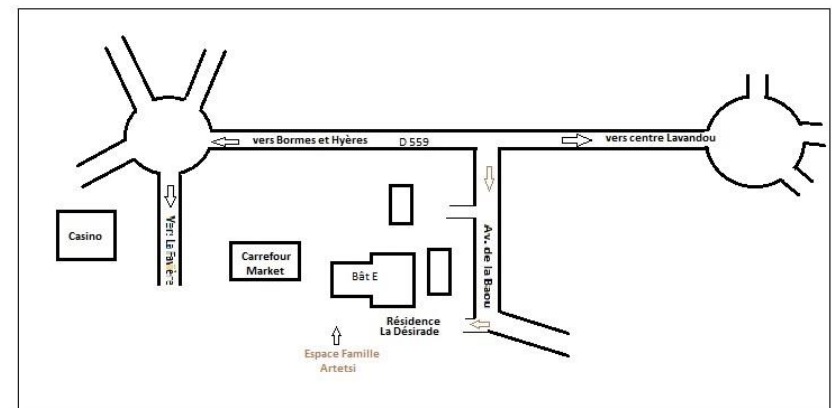 vers Bormes et Hyères
D 559
vers centre Lavandou
Casino
Vers La Favière
Carrefour
Market
Bât E
Av. de la Baou
Résidence
La Désirade
Espace Famille
Artetsi